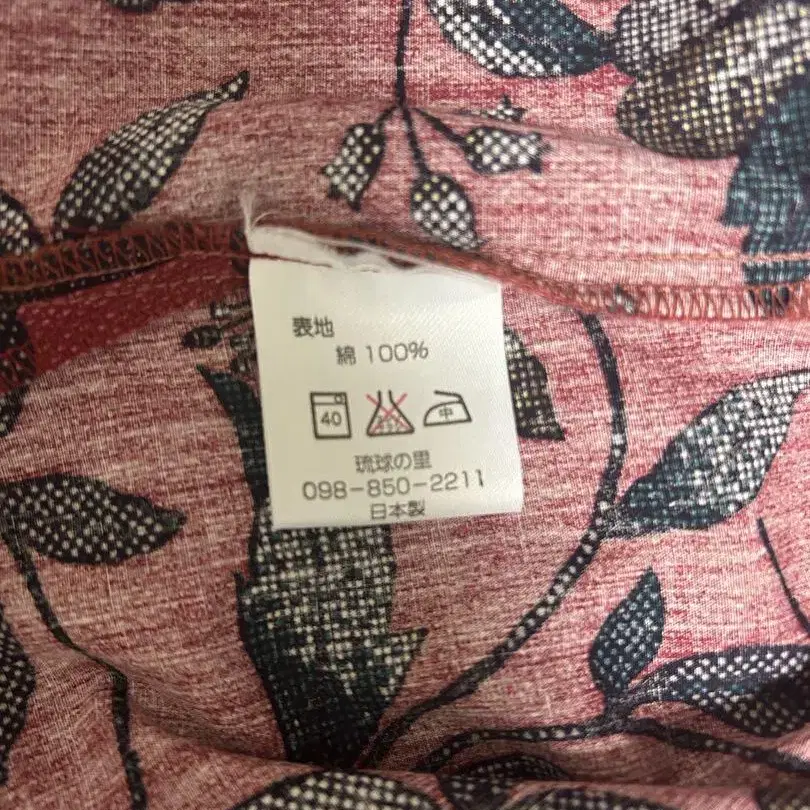 表地
綿 100%
40 中
琉球の里
098-850-2211
日本製